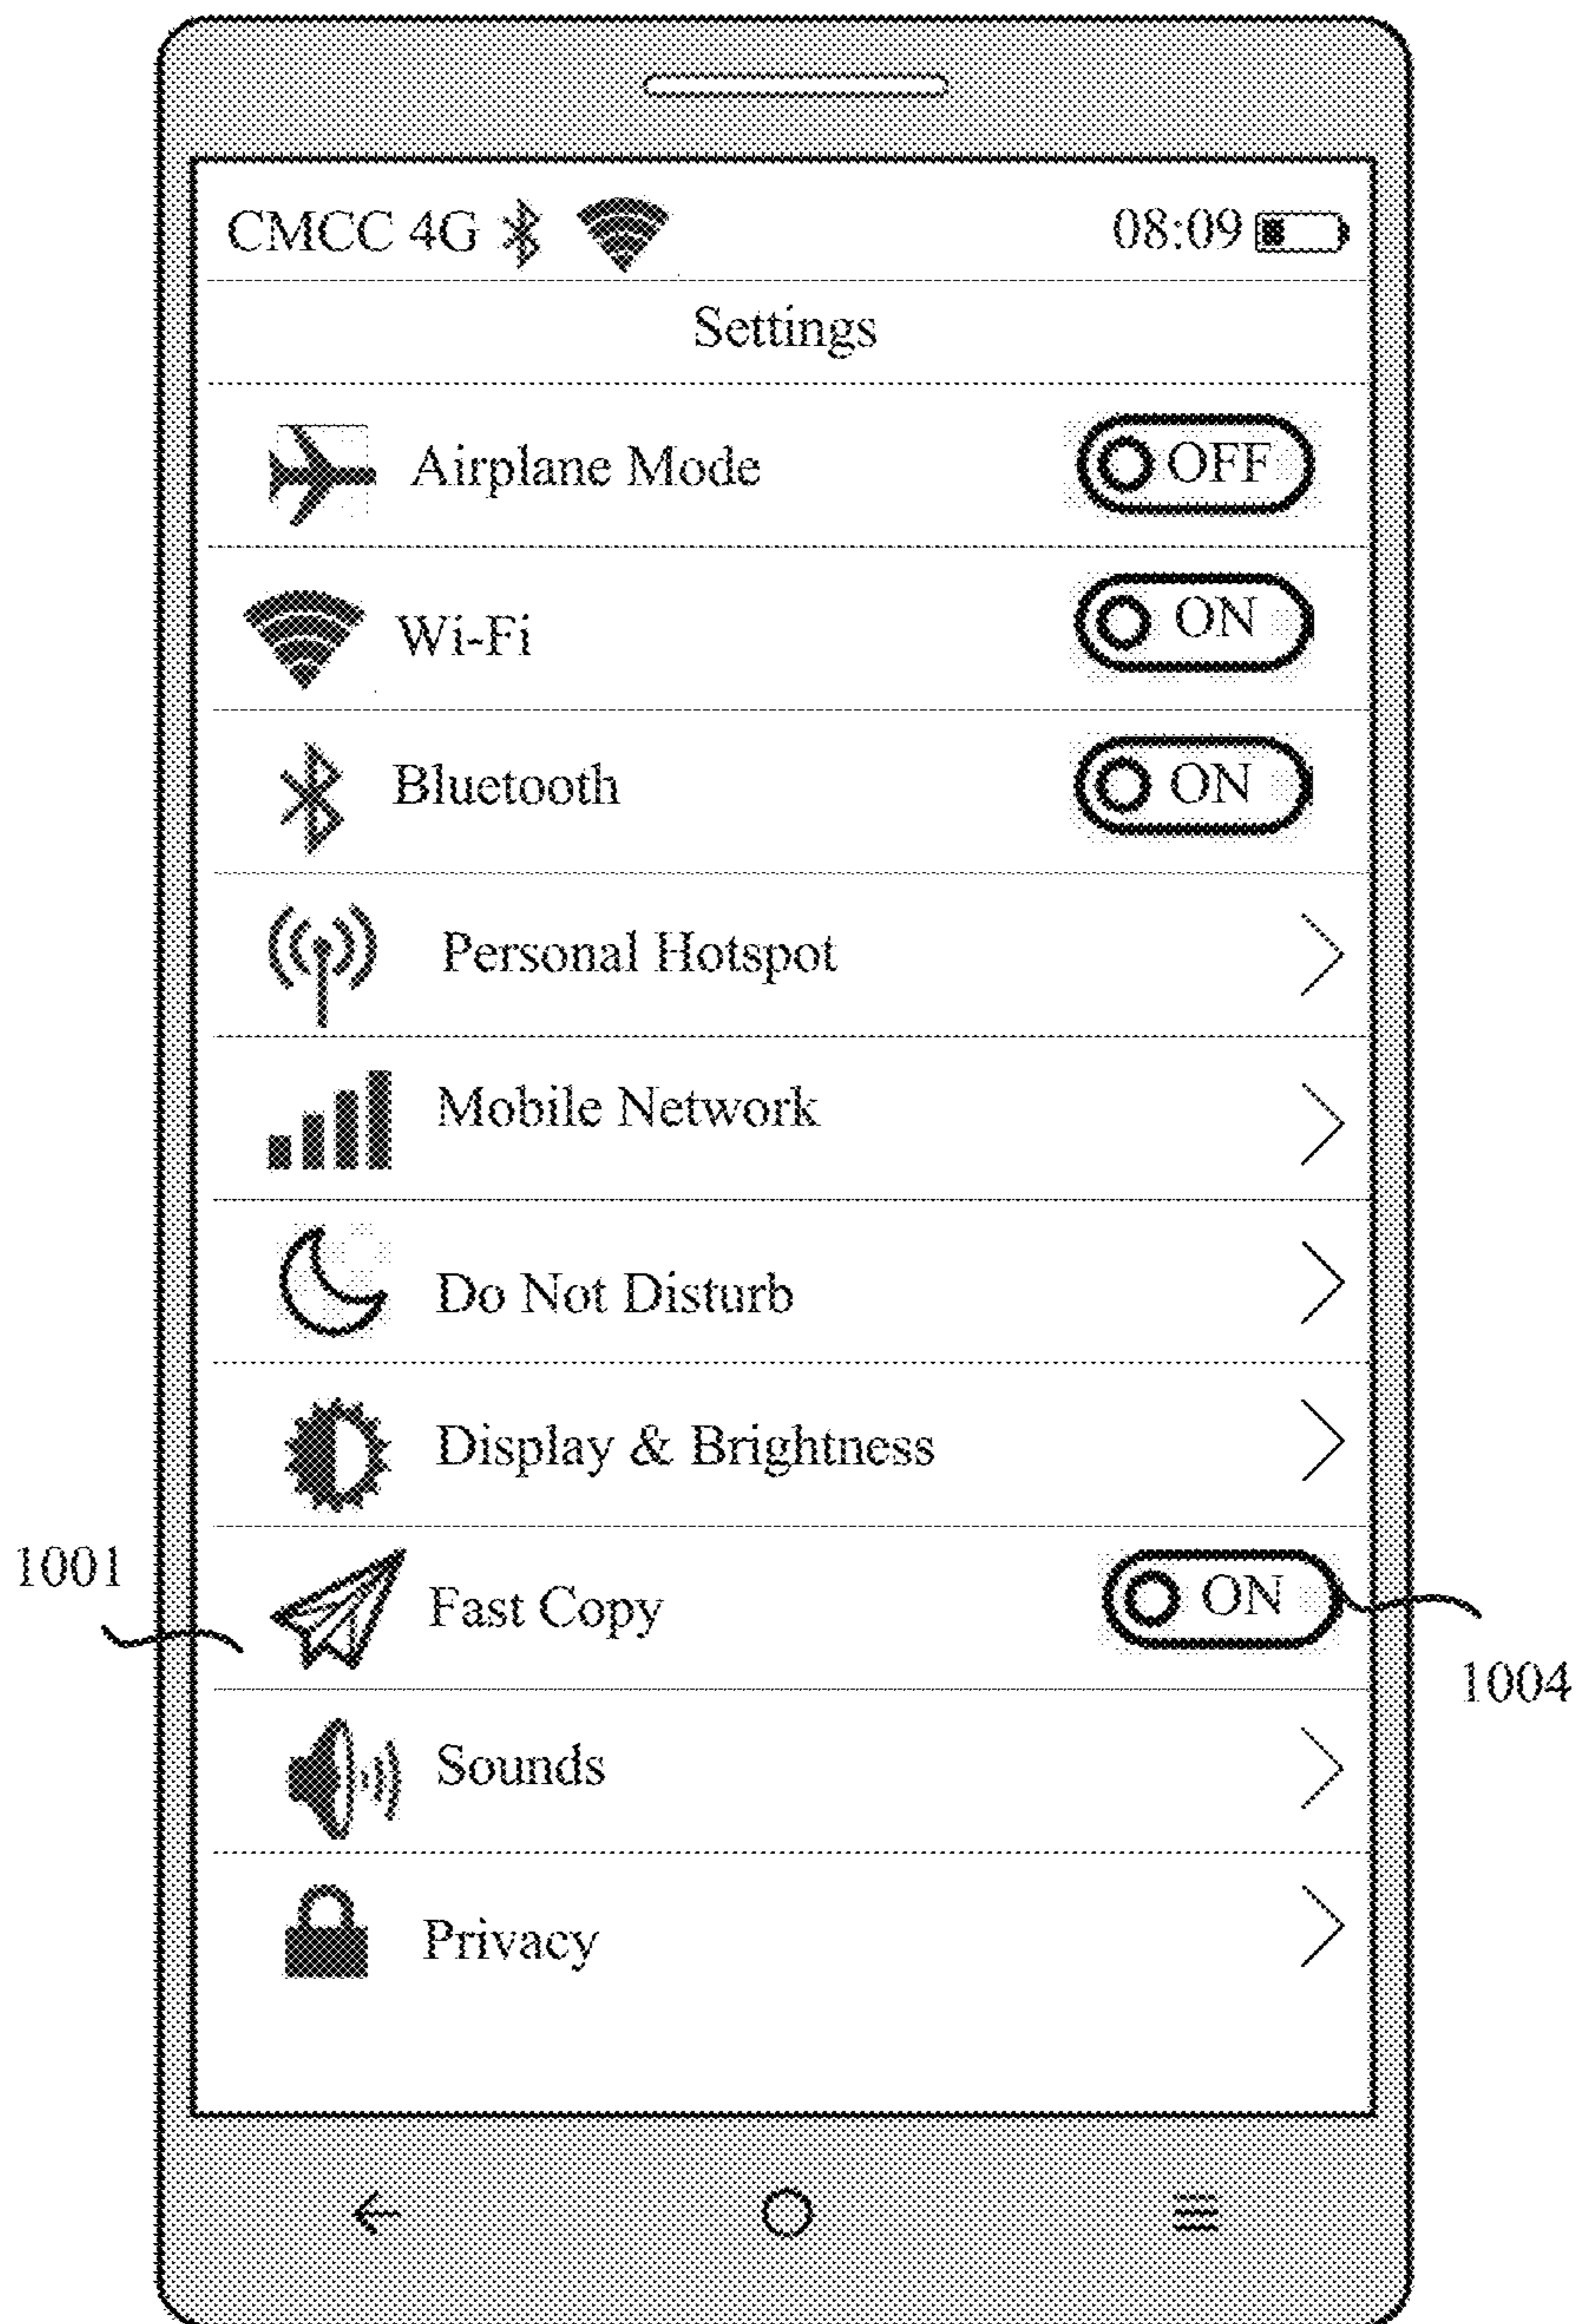 CMCC 4G 08:09
Settings
Airplane Mode OFF
Wi-Fi ON
Bluetooth ON
Personal Hotspot
Mobile Network
Do Not Disturb
Display & Brightness
1001 Fast Copy ON
1004
Sounds
Privacy